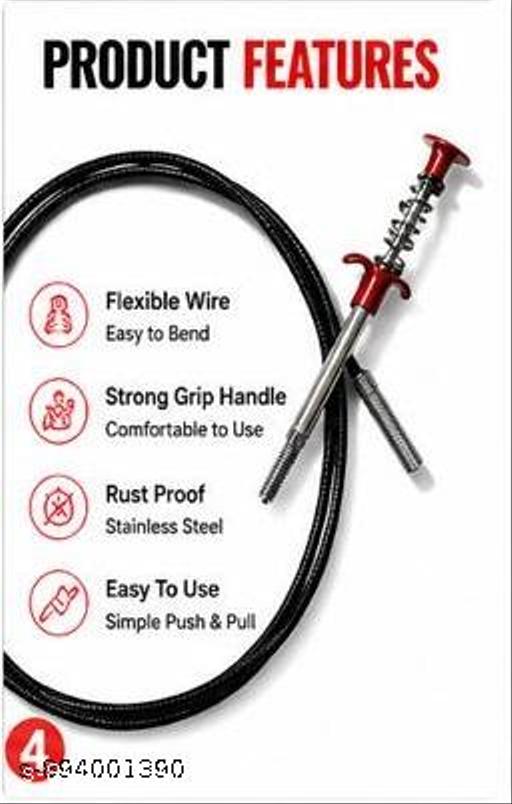 PRODUCT FEATURES
Flexible Wire
Easy to Bend
Strong Grip Handle
Comfortable to Use
Rust Proof
Stainless Steel
Easy To Use
Simple Push & Pull
4
s-894001390